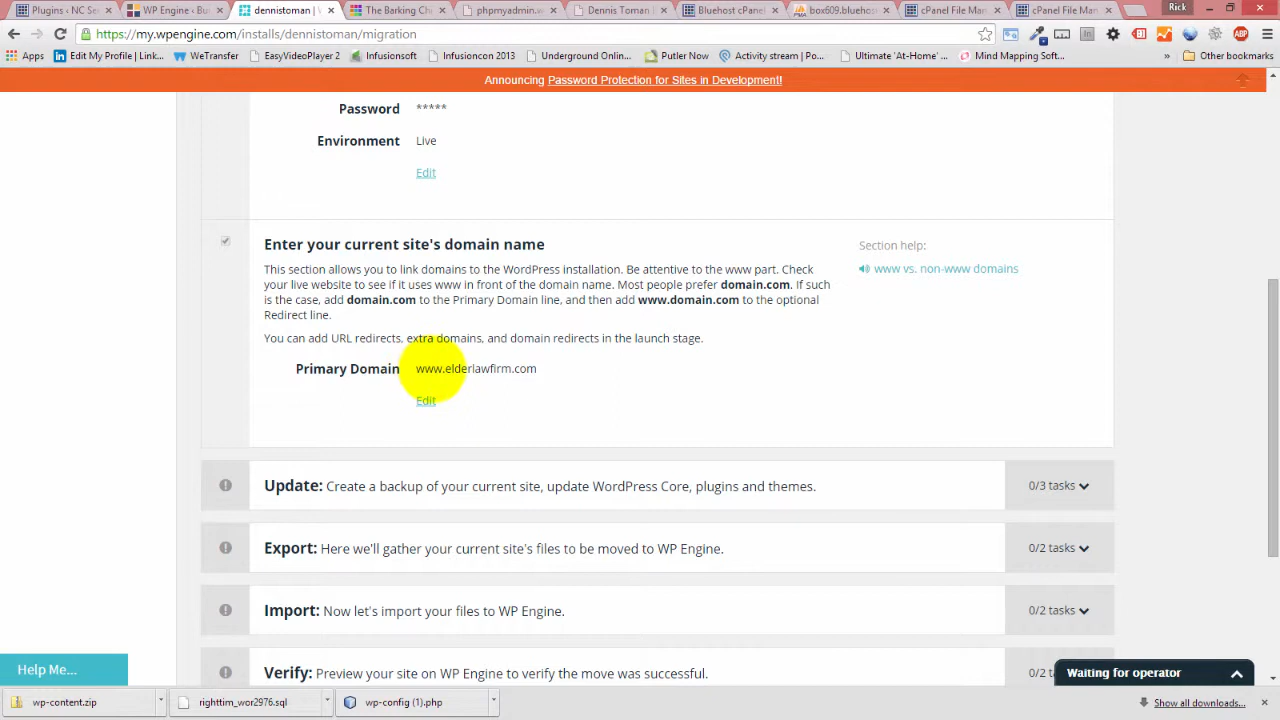 Plugins ‹ NC Se
WP Engine ‹ Bu
dennistoman | V
The Barking Chi
phpmyadmin.w
Dennis Toman |
Bluehost cPanel
box609.blueho
cPanel File Man
cPanel File Man
Rick
https://my.wpengine.com/installs/dennistoman/migration
Apps
Edit My Profile | Link...
WeTransfer
EasyVideoPlayer 2
Infusionsoft
Infusioncon 2013
Underground Onlin...
Putler Now
Activity stream | Po...
Ultimate 'At-Home'
Mind Mapping Soft...
»
Other bookmarks
Announcing Password Protection for Sites in Development!
Password *****
Environment Live
Edit
Enter your current site's domain name
Section help:
This section allows you to link domains to the WordPress installation. Be attentive to the www part. Check
www vs. non-www domains
your live website to see if it uses www in front of the domain name. Most people prefer domain.com. If such
is the case, add domain.com to the Primary Domain line, and then add www.domain.com to the optional
Redirect line.
You can add URL redirects, extra domains, and domain redirects in the launch stage.
Primary Domain www.elderlawfirm.com
Edit
Update: Create a backup of your current site, update WordPress Core, plugins and themes. 0/3 tasks
Export: Here we'll gather your current site's files to be moved to WP Engine. 0/2 tasks
Import: Now let's import your files to WP Engine. 0/2 tasks
Verify: Preview your site on WP Engine to verify the move was successful. 0/2 t
Help Me...
Waiting for operator
wp-content.zip
righttim_wor2976.sql
wp-config (1).php
Show all downloads...